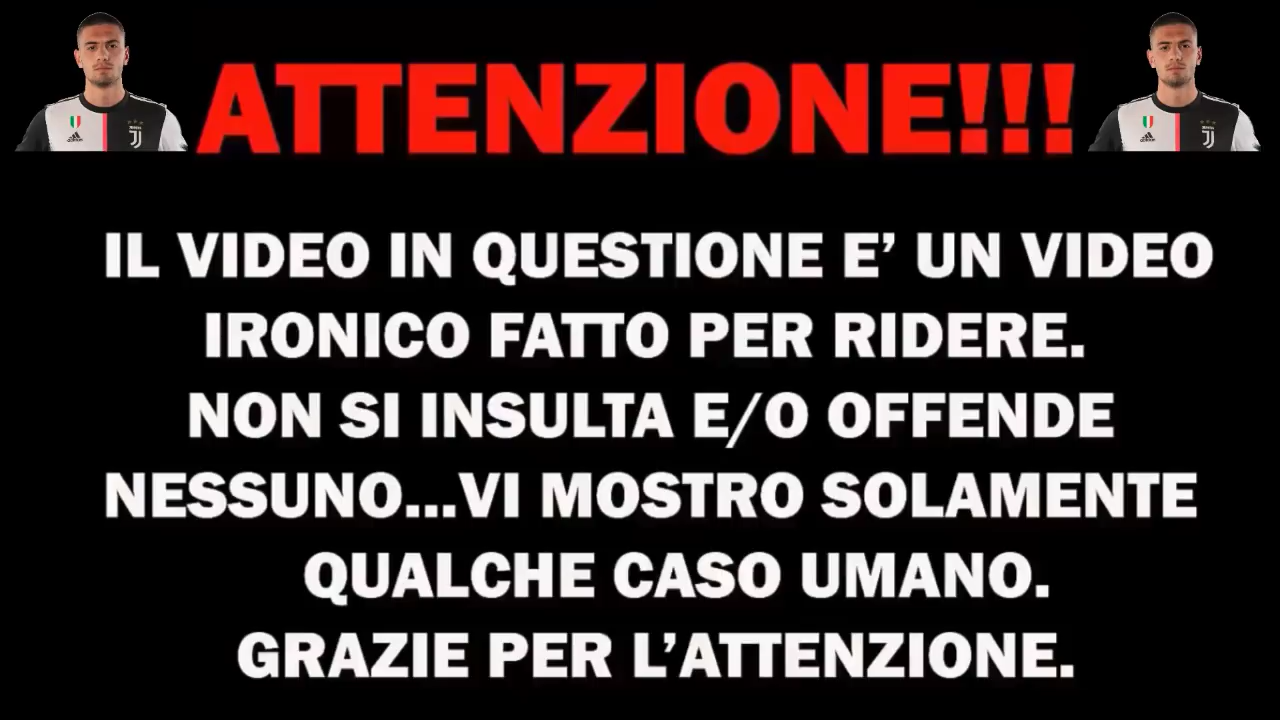 ATTENZIONE!!!
IL VIDEO IN QUESTIONE E’ UN VIDEO
IRONICO FATTO PER RIDERE.
NON SI INSULTA E/O OFFENDE
NESSUNO...VI MOSTRO SOLAMENTE
QUALCHE CASO UMANO.
GRAZIE PER L’ATTENZIONE.